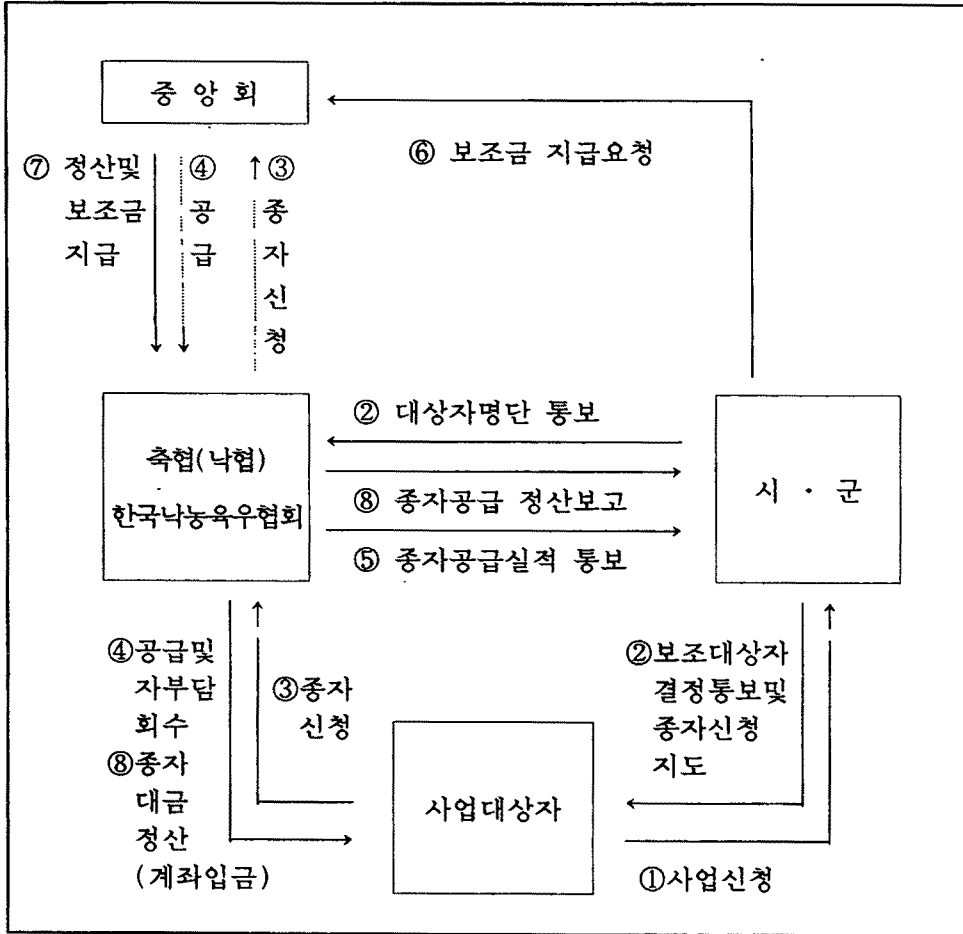 중 앙 회
⑥ 보조금 지급요청
⑦ 정산및
보조금
지급
④
공
급
↑③
종
자
신
청
② 대상자명단 통보
축협(낙협)
한국낙농육우협회
⑧ 종자공급 정산보고
⑤ 종자공급실적 통보
시 · 군
④공급및
자부담
회수
⑧종자
대금
정산
(계좌입금)
③종자
신청
②보조대상자
결정통보및
종자신청
지도
사업대상자
①사업신청